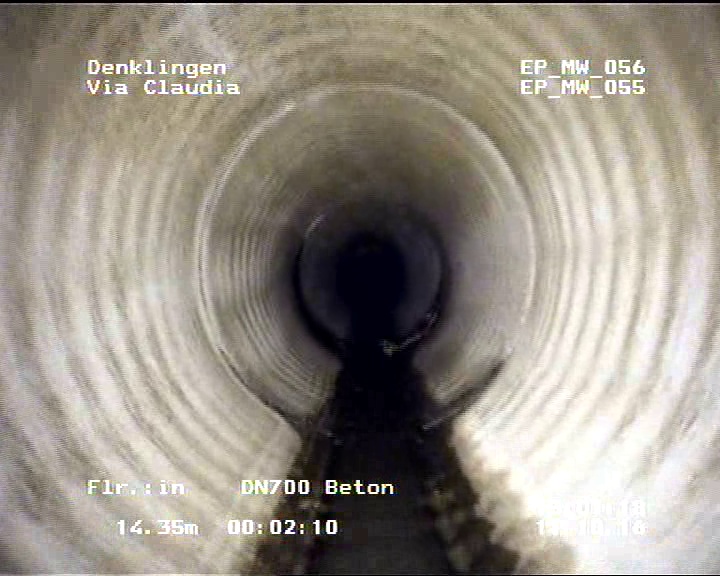 Denklingen EP_MW_056
Via Claudia EP_MW_055
Flr.:in DN700 Beton
14.35m 00:02:10